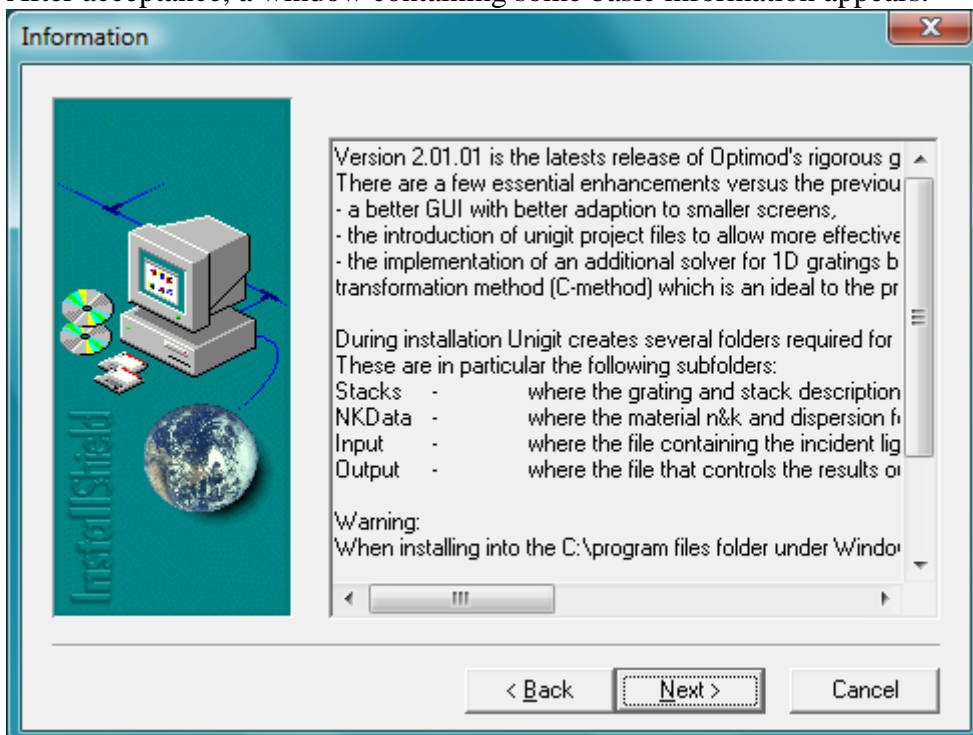 After acceptance, a window containing some basic information appears.
Information
Version 2.01.01 is the latests release of Optimod's rigorous g
There are a few essential enhancements versus the previou
- a better GUI with better adaption to smaller screens,
- the introduction of unigit project files to allow more effective
- the implementation of an additional solver for 1D gratings b
transformation method (C-method) which is an ideal to the pr
During installation Unigit creates several folders required for
These are in particular the following subfolders:
Stacks - where the grating and stack description
NKData - where the material n&k and dispersion f
Input - where the file containing the incident lig
Output - where the file that controls the results o
Warning:
When installing into the C:\program files folder under Windo
InstallShield
< Back
Next >
Cancel